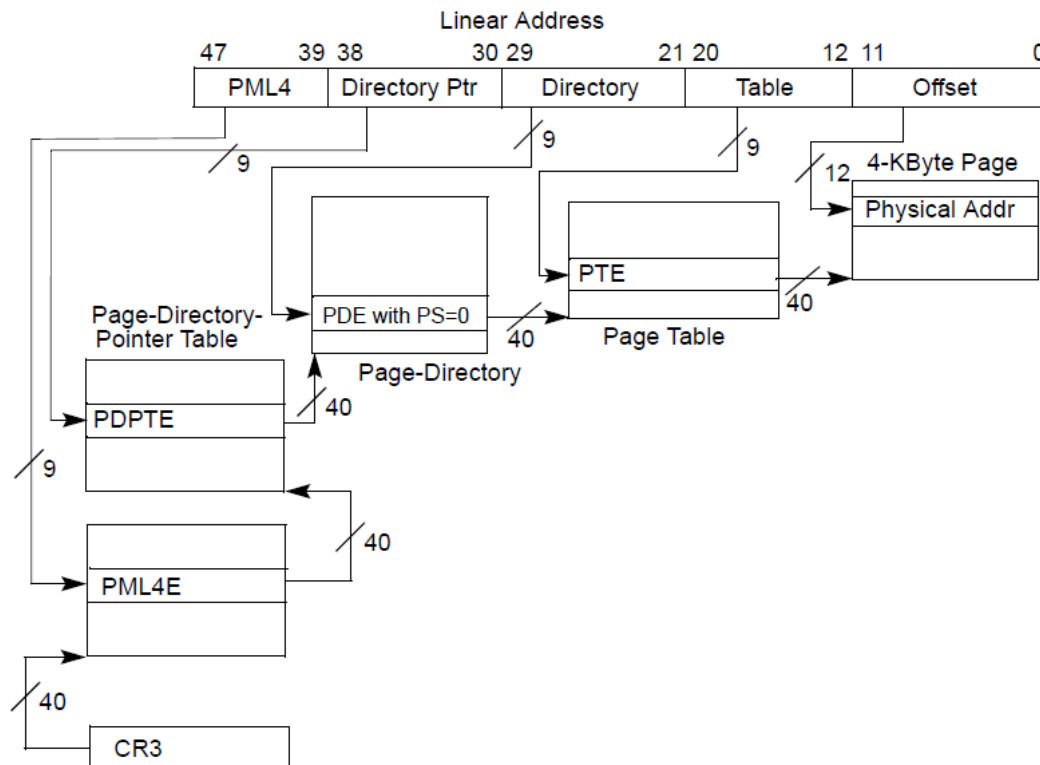 Linear Address
47 39 38 30 29 21 20 12 11 0
PML4 Directory Ptr Directory Table Offset
9 9 9 12
4-KByte Page
Physical Addr
PTE
40
Page Table
PDE with PS=0
40
Page-Directory
Page-Directory-
Pointer Table
40
PDPTE
9
40
PML4E
40
CR3